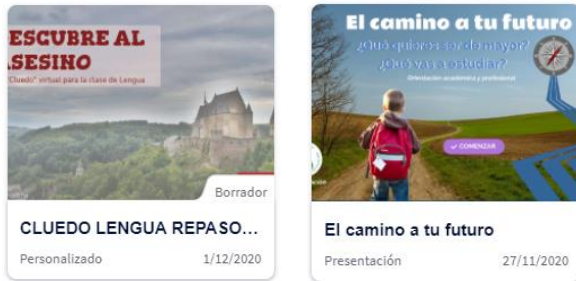 ESCUBRE AL
SESINO
"Cluedo" virtual para la clase de Lengua
Borrador
CLUEDO LENGUA REPASO...
Personalizado 1/12/2020
El camino a tu futuro
¿Qué quieres ser de mayor?
¿Qué vas a estudiar?
Orientación académica y profesional
COMENZAR
El camino a tu futuro
Presentación 27/11/2020